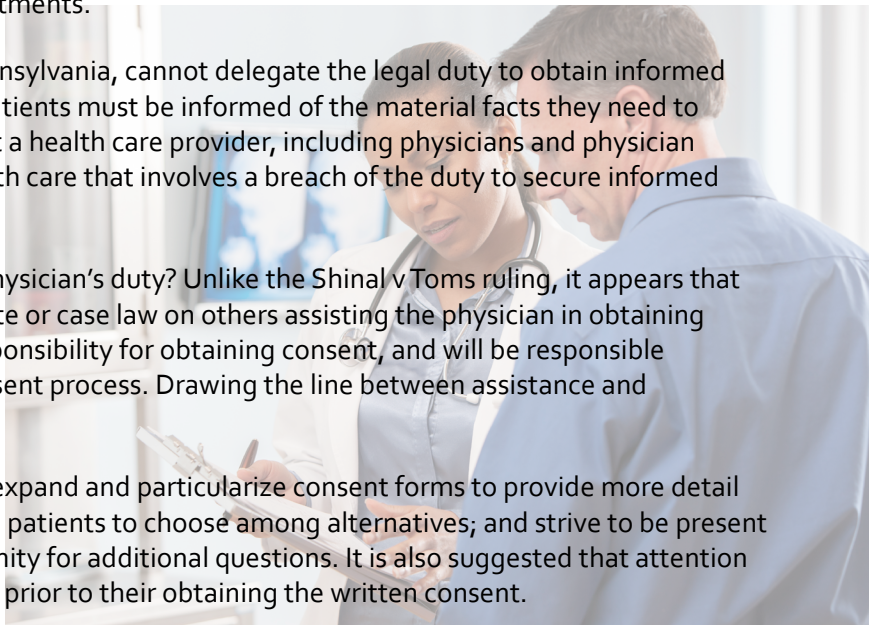 tments.
nsylvania, cannot delegate the legal duty to obtain informed
tients must be informed of the material facts they need to
a health care provider, including physicians and physician
th care that involves a breach of the duty to secure informed
hysician's duty? Unlike the Shinal v Toms ruling, it appears that
te or case law on others assisting the physician in obtaining
onsibility for obtaining consent, and will be responsible
sent process. Drawing the line between assistance and
expand and particularize consent forms to provide more detail
patients to choose among alternatives; and strive to be present
nity for additional questions. It is also suggested that attention
prior to their obtaining the written consent.